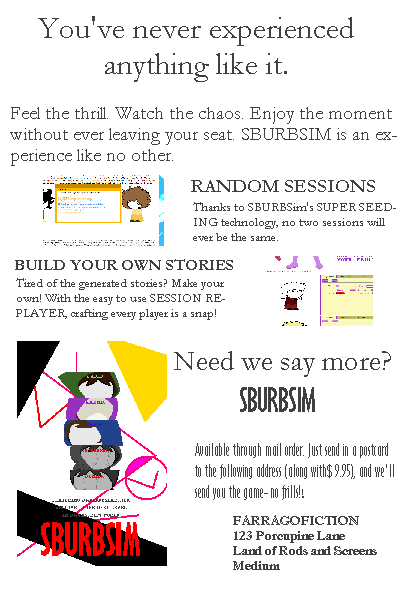 You've never experienced
anything like it.
Feel the thrill. Watch the chaos. Enjoy the moment
without ever leaving your seat. SBURBSIM is an ex-
perience like no other.
RANDOM SESSIONS
Thanks to SBURBSim's SUPER SEED-
ING technology, no two sessions will
ever be the same.
BUILD YOUR OWN STORIES
Tired of the generated stories? Make your
own! With the easy to use SESSION RE-
PLAYER, crafting every player is a snap!
Need we say more?
SBURBSIM
Available through mail order. Just send in a postcard
to the following address (along with $9.95), and we'll
send you the game-no frills!
SBURBSIM
FARRAGOFICTION
123 Porcupine Lane
Land of Rods and Screens
Medium